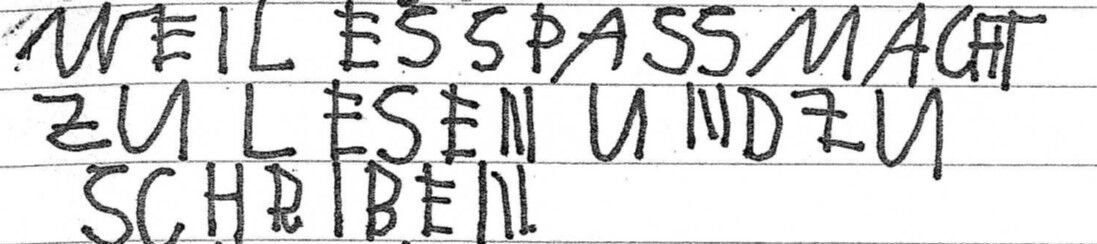 WEIL ES SPASS MACHT
ZU LESEN UND ZU
SCHRIBEN